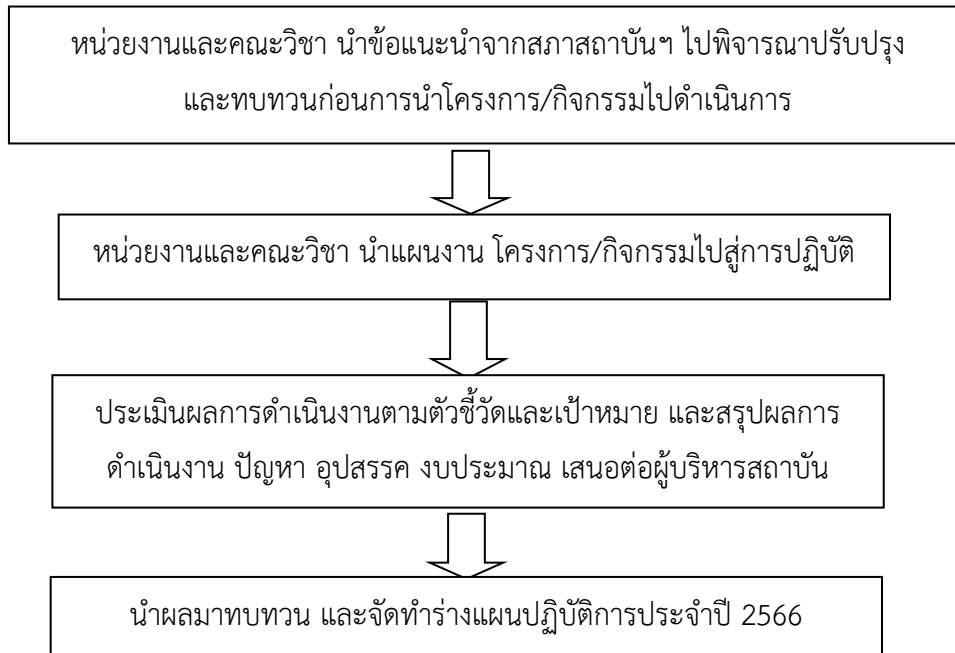 หน่วยงานและคณะวิชา นำข้อแนะนำจากสภาสถาบันฯ ไปพิจารณาปรับปรุง
และทบทวนก่อนการนำโครงการ/กิจกรรมไปดำเนินการ
หน่วยงานและคณะวิชา นำแผนงาน โครงการ/กิจกรรมไปสู่การปฏิบัติ
ประเมินผลการดำเนินงานตามตัวชี้วัดและเป้าหมาย และสรุปผลการ
ดำเนินงาน ปัญหา อุปสรรค งบประมาณ เสนอต่อผู้บริหารสถาบัน
นำผลมาทบทวน และจัดทำร่างแผนปฏิบัติการประจำปี 2566